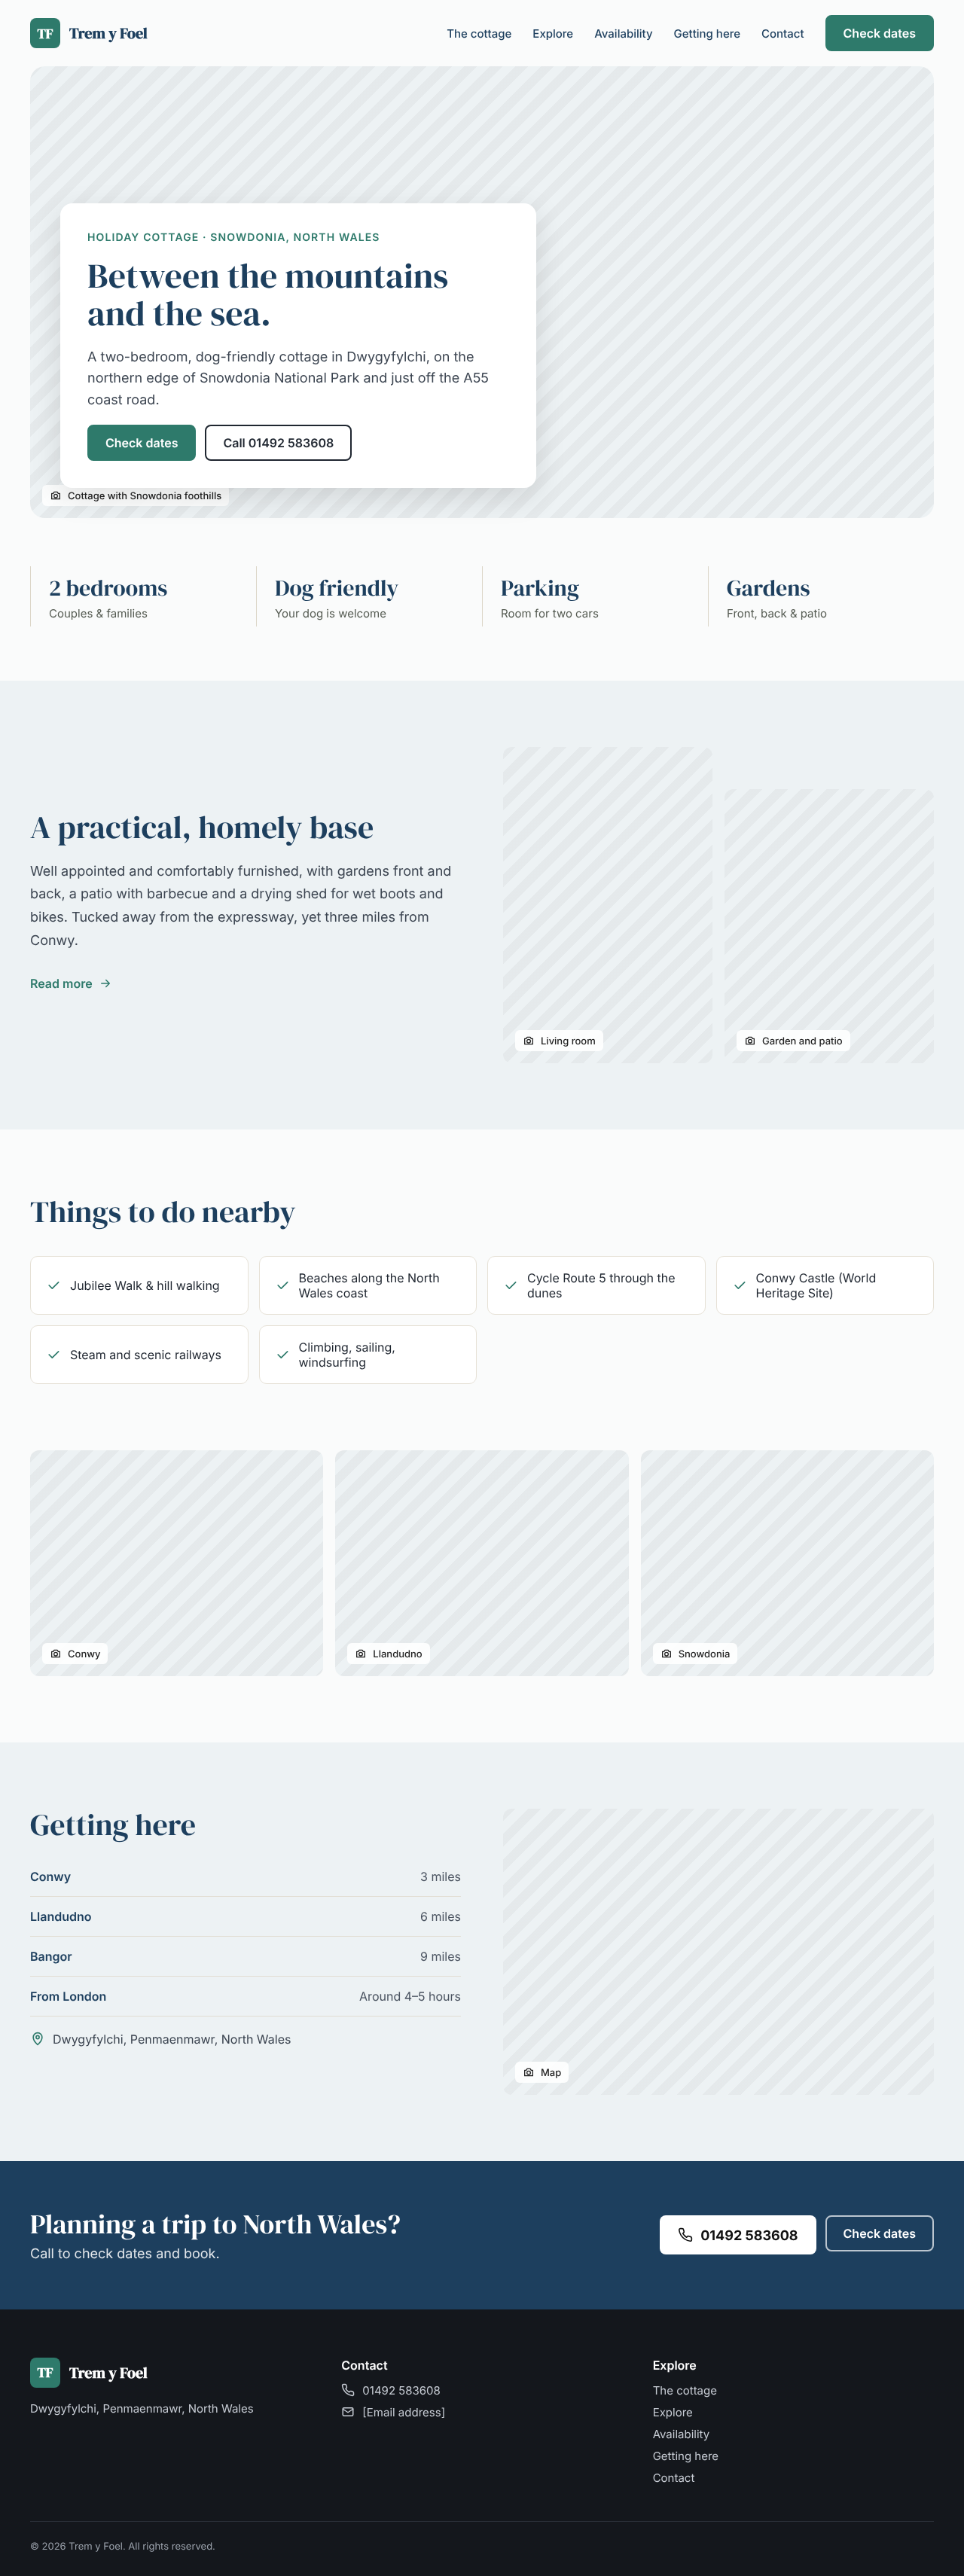 TF Trem y Foel
The cottage Explore Availability Getting here Contact Check dates
HOLIDAY COTTAGE · SNOWDONIA, NORTH WALES
Between the mountains
and the sea.
A two-bedroom, dog-friendly cottage in Dwygyfylchi, on the
northern edge of Snowdonia National Park and just off the A55
coast road.
Check dates Call 01492 583608
Cottage with Snowdonia foothills
2 bedrooms
Couples & families
Dog friendly
Your dog is welcome
Parking
Room for two cars
Gardens
Front, back & patio
A practical, homely base
Well appointed and comfortably furnished, with gardens front and
back, a patio with barbecue and a drying shed for wet boots and
bikes. Tucked away from the expressway, yet three miles from
Conwy.
Read more
Living room
Garden and patio
Things to do nearby
Jubilee Walk & hill walking
Beaches along the North
Wales coast
Cycle Route 5 through the
dunes
Conwy Castle (World
Heritage Site)
Steam and scenic railways
Climbing, sailing,
windsurfing
Conwy
Llandudno
Snowdonia
Getting here
Conwy 3 miles
Llandudno 6 miles
Bangor 9 miles
From London Around 4–5 hours
Dwygyfylchi, Penmaenmawr, North Wales
Map
Planning a trip to North Wales?
Call to check dates and book.
01492 583608 Check dates
TF Trem y Foel
Dwygyfylchi, Penmaenmawr, North Wales
Contact
01492 583608
[Email address]
Explore
The cottage
Explore
Availability
Getting here
Contact
© 2026 Trem y Foel. All rights reserved.